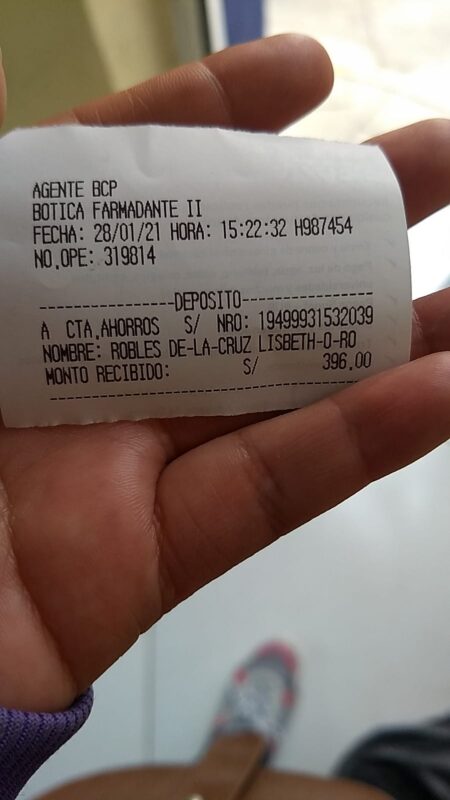 AGENTE BCP
BOTICA FARMADANTE II
FECHA: 28/01/21 HORA: 15:22:32 H987454
NO.OPE: 319814
-----------------DEPOSITO-----------------
A CTA.AHORROS S/ NRO: 19499931532039
NOMBRE: ROBLES DE-LA-CRUZ LISBETH-O-RO
MONTO RECIBIDO: S/ 396.00
------------------------------------------